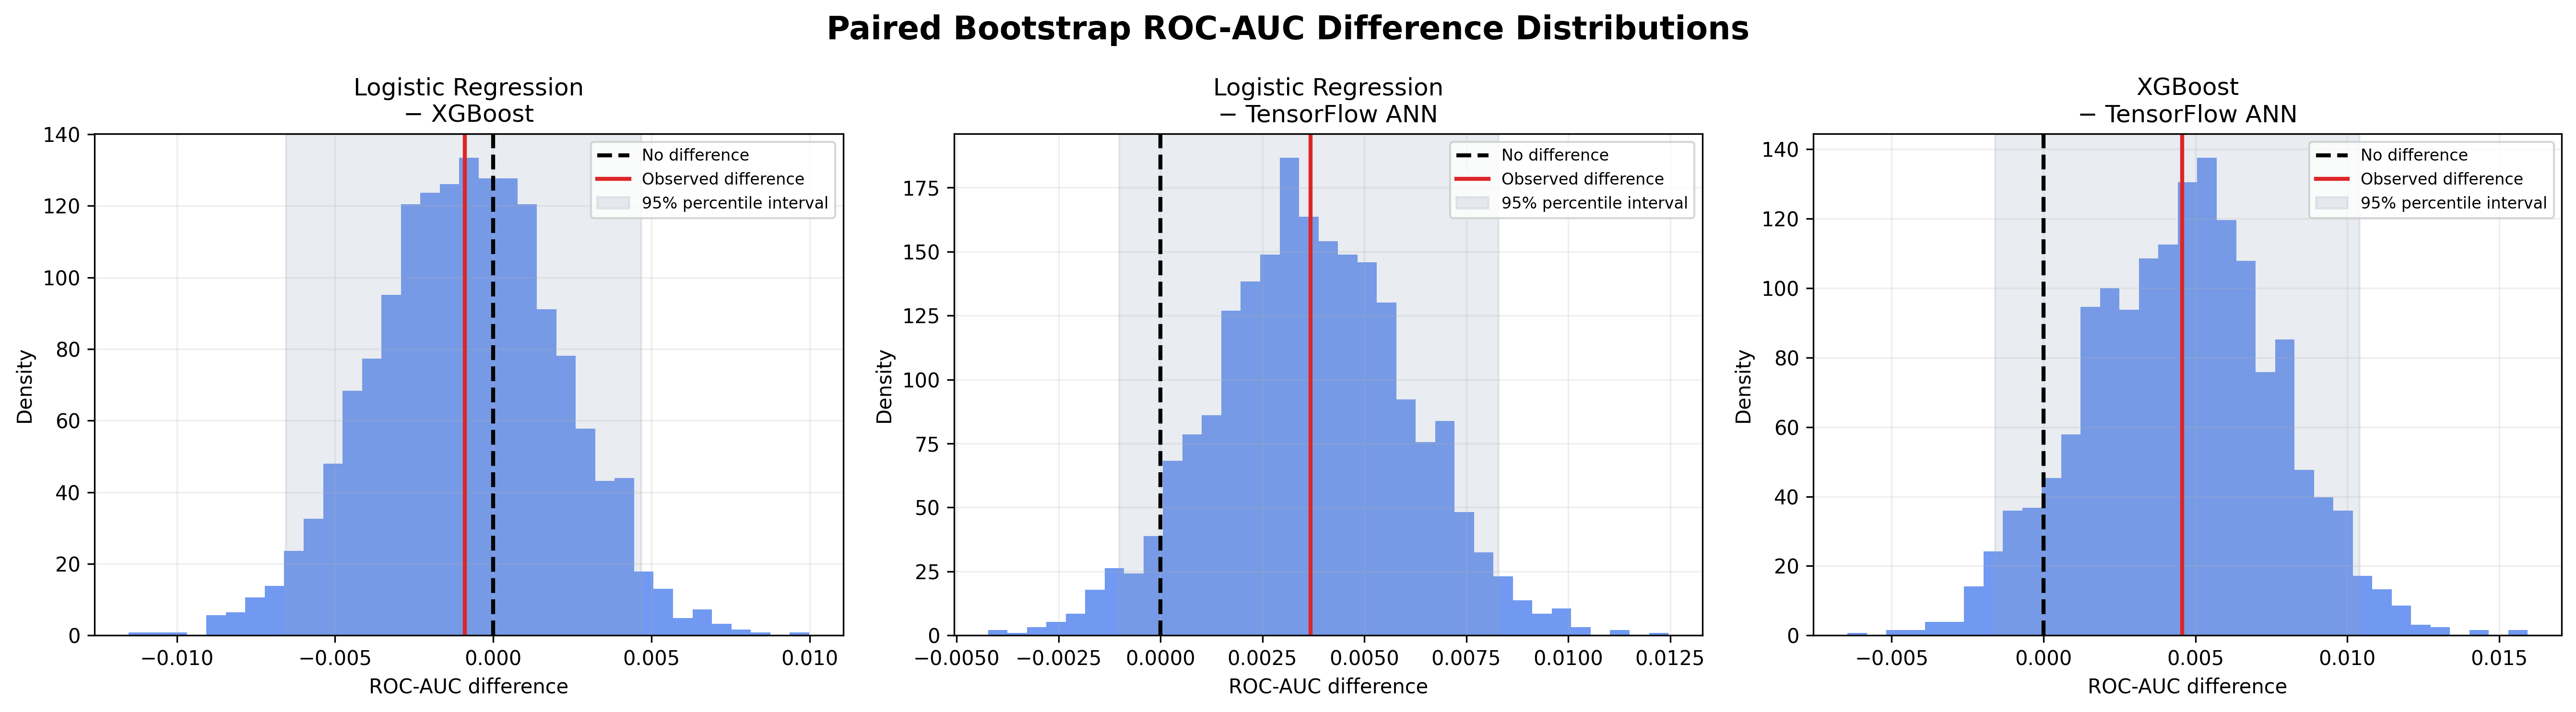 Paired Bootstrap ROC-AUC Difference Distributions
Logistic Regression
− XGBoost
140
120
100
80
60
40
20
0
Density
No difference
Observed difference
95% percentile interval
−0.010
−0.005
0.000
0.005
0.010
ROC-AUC difference
Logistic Regression
− TensorFlow ANN
175
150
125
100
75
50
25
0
Density
No difference
Observed difference
95% percentile interval
−0.0050
−0.0025
0.0000
0.0025
0.0050
0.0075
0.0100
0.0125
ROC-AUC difference
XGBoost
− TensorFlow ANN
140
120
100
80
60
40
20
0
Density
No difference
Observed difference
95% percentile interval
−0.005
0.000
0.005
0.010
0.015
ROC-AUC difference